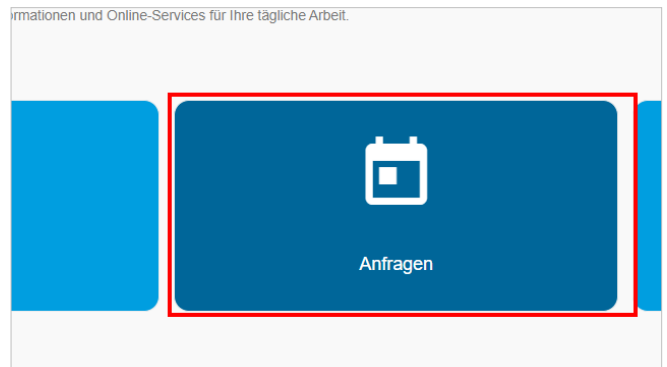 ormationen und Online-Services für Ihre tägliche Arbeit.
Anfragen